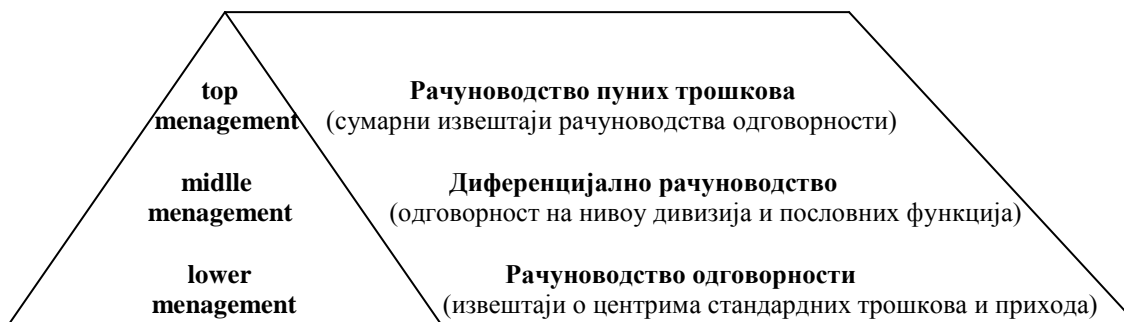 top Рачуноводство пуних трошкова
menagement (сумарни извештаји рачуноводства одговорности)
midlle Диференцијално рачуноводство
menagement (одговорност на нивоу дивизија и пословних функција)
lower Рачуноводство одговорности
menagement (извештаји о центрима стандардних трошкова и прихода)